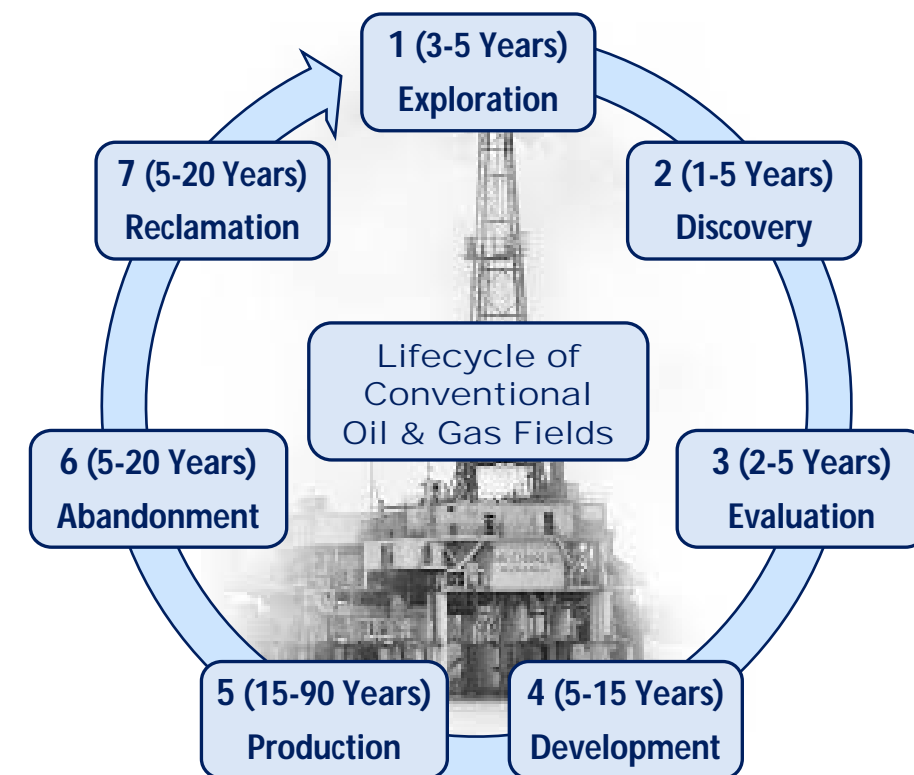 1 (3-5 Years)
Exploration
2 (1-5 Years)
Discovery
3 (2-5 Years)
Evaluation
4 (5-15 Years)
Development
5 (15-90 Years)
Production
6 (5-20 Years)
Abandonment
7 (5-20 Years)
Reclamation
Lifecycle of
Conventional
Oil & Gas Fields